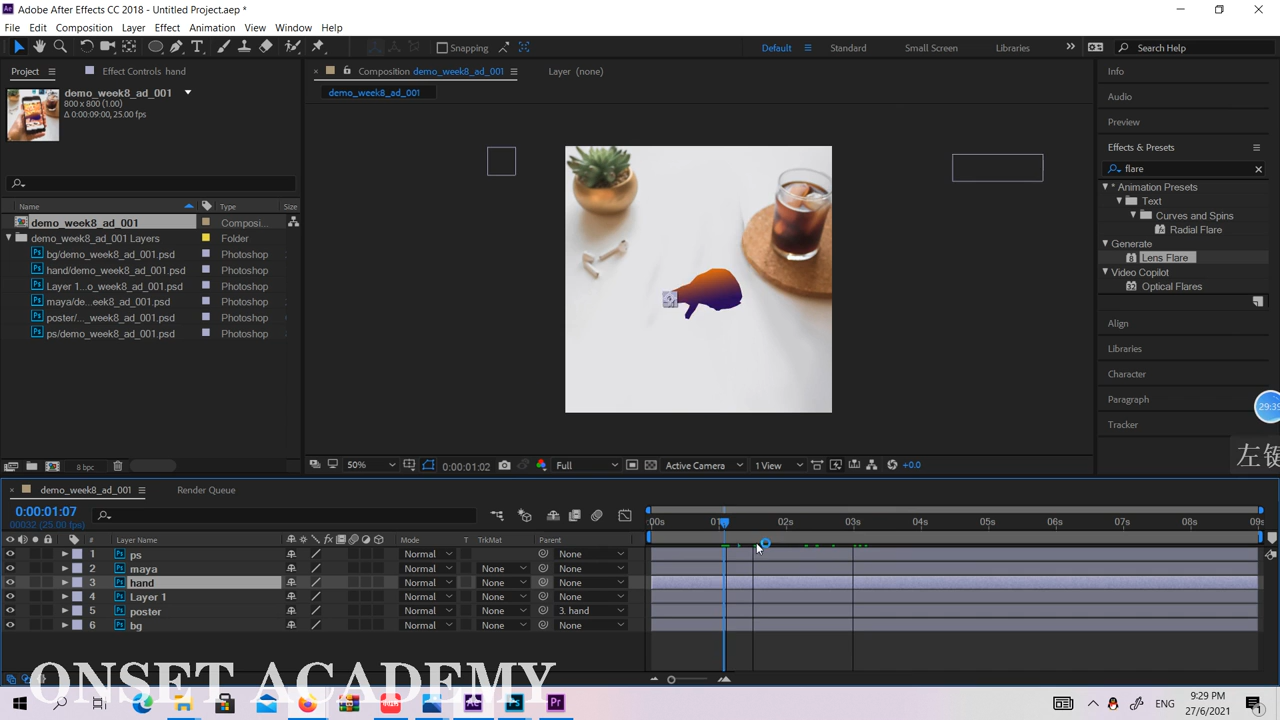 Adobe After Effects CC 2018 - Untitled Project.aep *
File Edit Composition Layer Effect Animation View Window Help
Snapping
Default Standard Small Screen Libraries
Search Help
Project Effect Controls hand
demo_week8_ad_001
800 x 800 (1.00)
Δ 0:00:09:00, 25.00 fps
Composition demo_week8_ad_001
Layer (none)
demo_week8_ad_001
Name Size
demo_week8_ad_001 Composi...
demo_week8_ad_001 Layers Folder
bg/demo_week8_ad_001.psd Photoshop
hand/demo_week8_ad_001.psd Photoshop
Layer 1...o_week8_ad_001.psd Photoshop
maya/de...eek8_ad_001.psd Photoshop
poster/..._week8_ad_001.psd Photoshop
ps/demo_week8_ad_001.psd Photoshop
8 bpc
50% 0:00:01:02 Full Active Camera 1 View +0.0
Info
Audio
Preview
Effects & Presets
flare
* Animation Presets
Text
Curves and Spins
Radial Flare
Generate
Lens Flare
Video Copilot
Optical Flares
Align
Libraries
Character
Paragraph
Tracker
29:39
左键
demo_week8_ad_001
Render Queue
0:00:01:07
00032 (25.00 fps)
:00s 02s 03s 04s 05s 06s 07s 08s 09s
# Layer Name Mode T TrkMat Parent
1 ps Normal None
2 maya Normal None None
3 hand Normal None None
4 Layer 1 Normal None None
5 poster Normal None 3. hand
6 bg Normal None None
ONSET ACADEMY
ENG
9:29 PM
27/6/2021